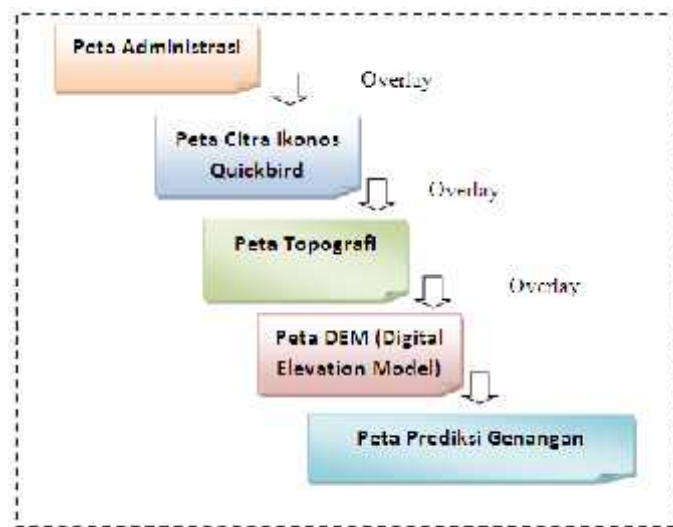 Peta Administrasi
Overlay
Peta Citra Ikonos
Quickbird
Overlay
Peta Topografi
Overlay
Peta DEM (Digital
Elevation Model)
Peta Prediksi Genangan